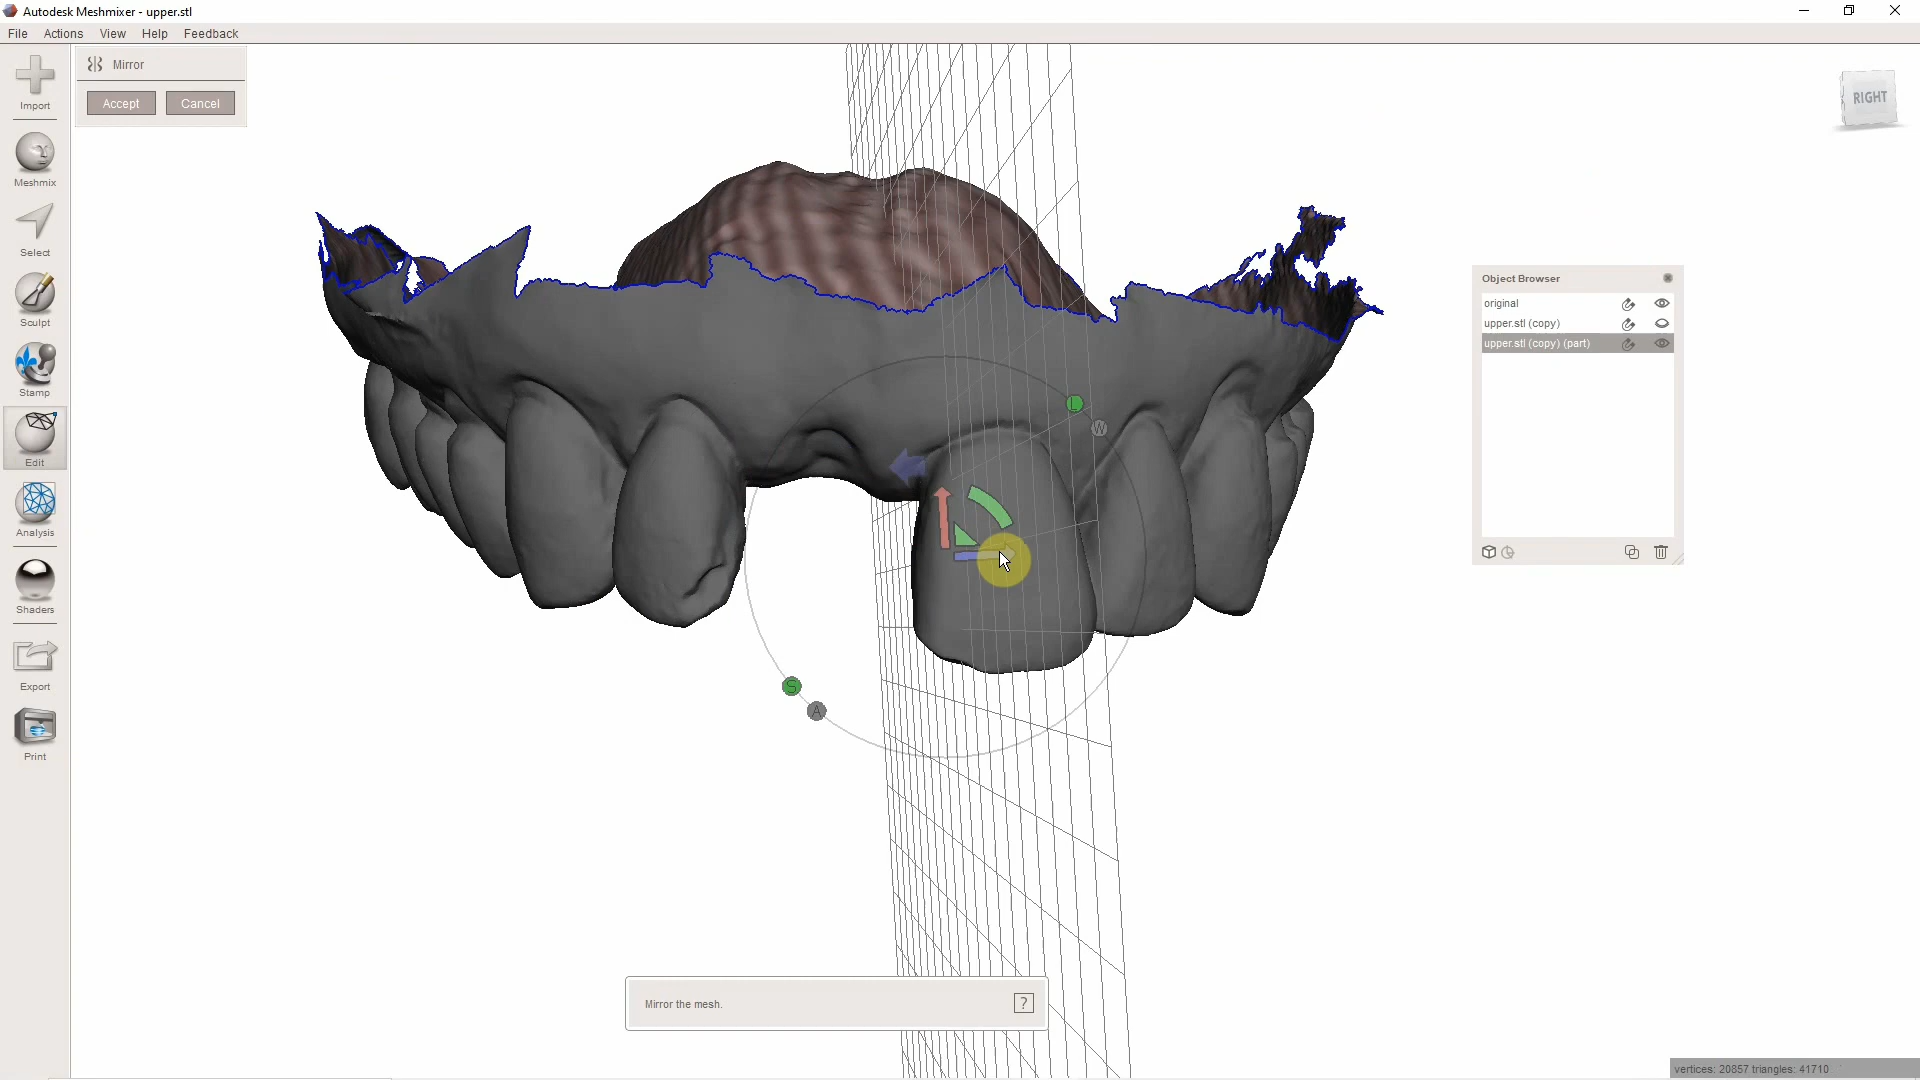 Autodesk Meshmixer - upper.stl
File Actions View Help Feedback
Mirror
Accept Cancel
RIGHT
Import
Meshmix
Select
Sculpt
Stamp
Edit
Analysis
Shaders
Export
Print
Object Browser
original
upper.stl (copy)
upper.stl (copy) (part)
L
W
S
A
Mirror the mesh.
?
vertices: 20857 triangles: 41710